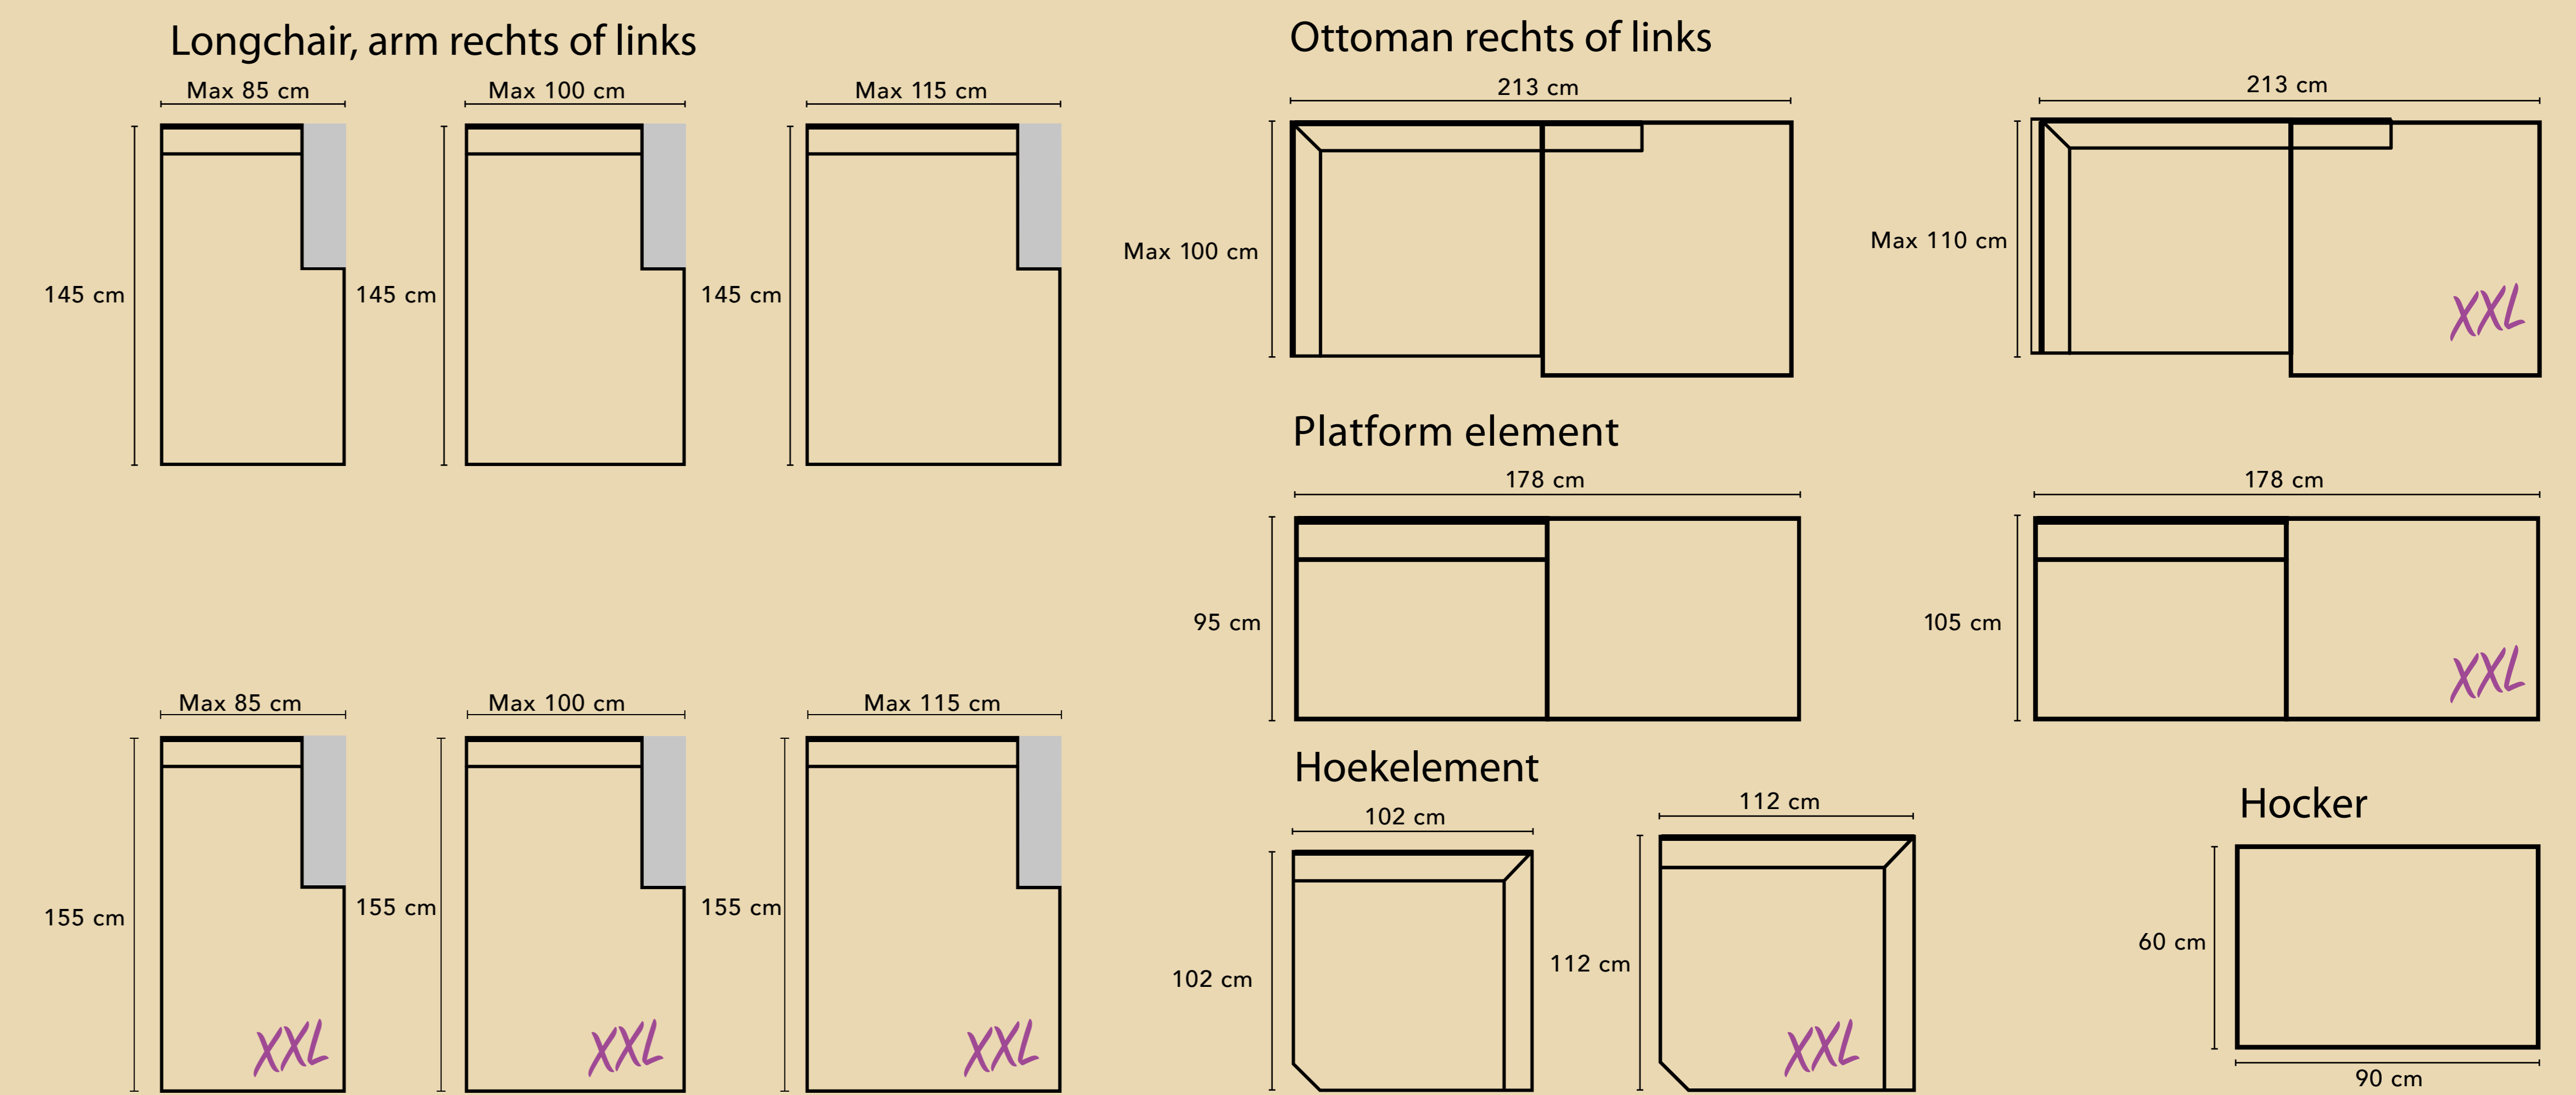 Longchair, arm rechts of links
Max 85 cm
Max 100 cm
Max 115 cm
145 cm
145 cm
145 cm
Max 85 cm
Max 100 cm
Max 115 cm
155 cm
155 cm
155 cm
XXL
XXL
XXL
Ottoman rechts of links
213 cm
213 cm
Max 100 cm
Max 110 cm
XXL
Platform element
178 cm
178 cm
95 cm
105 cm
XXL
Hoekelement
102 cm
112 cm
102 cm
112 cm
XXL
Hocker
60 cm
90 cm